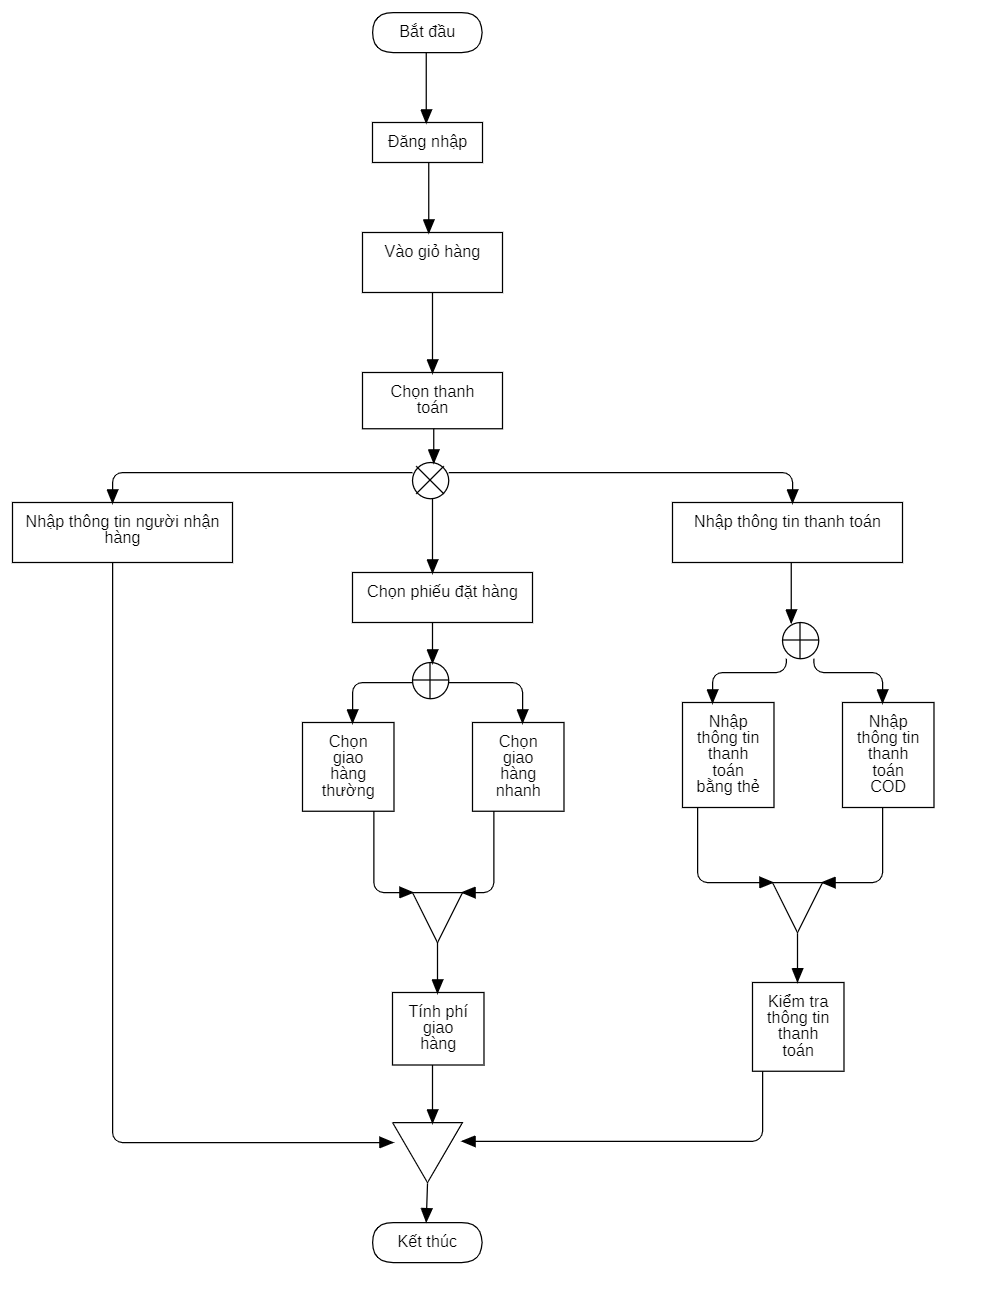 Bắt đầu
Đăng nhập
Vào giỏ hàng
Chọn thanh
toán
Nhập thông tin người nhận
hàng
Nhập thông tin thanh toán
Chọn phiếu đặt hàng
Chọn
giao
hàng
thường
Chọn
giao
hàng
nhanh
Nhập
thông tin
thanh
toán
bằng thẻ
Nhập
thông tin
thanh
toán
COD
Tính phí
giao
hàng
Kiểm tra
thông tin
thanh
toán
Kết thúc